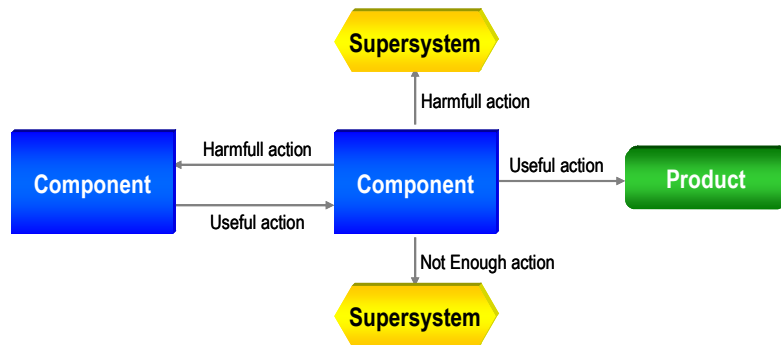 Supersystem
Harmfull action
Harmfull action
Component
Component
Useful action
Product
Useful action
Not Enough action
Supersystem